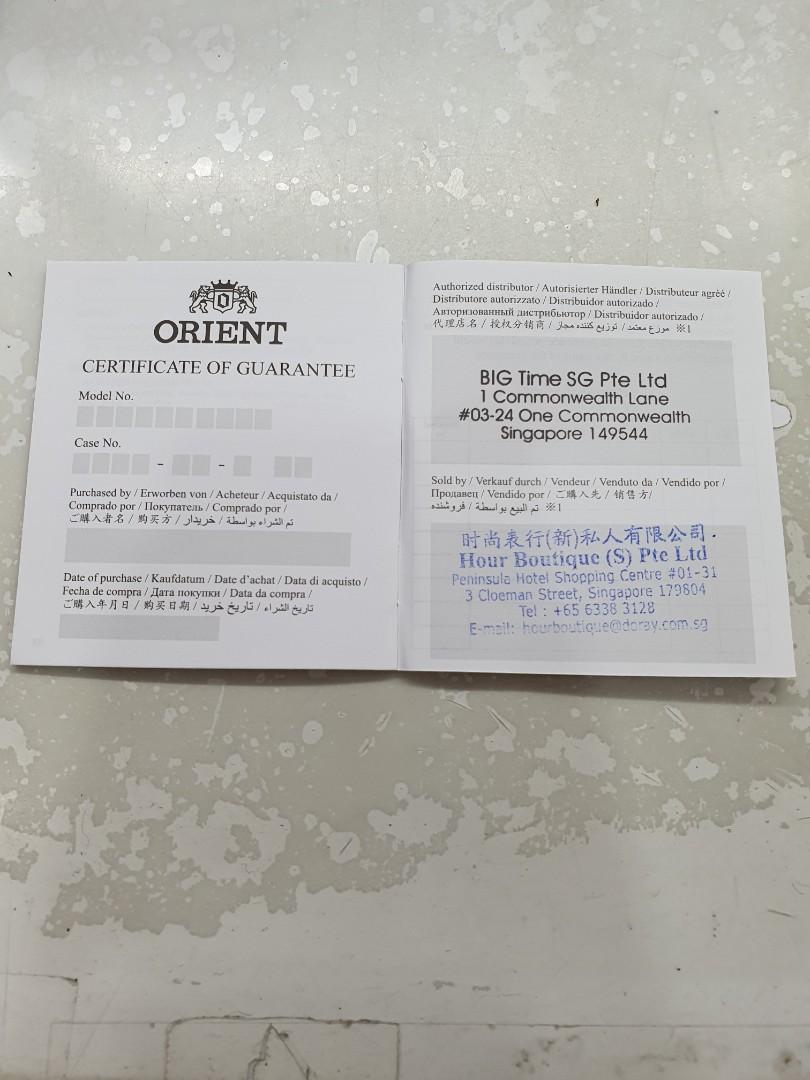 ORIENT
CERTIFICATE OF GUARANTEE
Model No.
Case No.
- - 
Purchased by / Erworben von / Acheteur / Acquistato da /
Comprado por / Покупатель / Comprado por /
ご購入者名 / 购买方 / خریدار / تم الشراء بواسطة
Date of purchase / Kaufdatum / Date d'achat / Data di acquisto /
Fecha de compra / Дата покупки / Data da compra /
ご購入年月日 / 购买日期 / تاریخ خرید / تاريخ الشراء
Authorized distributor / Autorisierter Händler / Distributeur agréé /
Distributore autorizzato / Distribuidor autorizado /
Авторизованный дистрибьютор / Distribuidor autorizado /
代理店名 / 授权分销商 / موزع معتمد / توزیع کننده مجاز ※1
BIG Time SG Pte Ltd
1 Commonwealth Lane
#03-24 One Commonwealth
Singapore 149544
Sold by / Verkauf durch / Vendeur / Venduto da / Vendido por /
Продавец / Vendido por / ご購入先 / 销售方/
تم البيع بواسطة / فروشنده ※1
时尚表行(新)私人有限公司.
Hour Boutique (S) Pte Ltd
Peninsula Hotel Shopping Centre #01-31
3 Cloeman Street, Singapore 179804
Tel : +65 6338 3128
E-mail: hourboutique@doray.com.sg